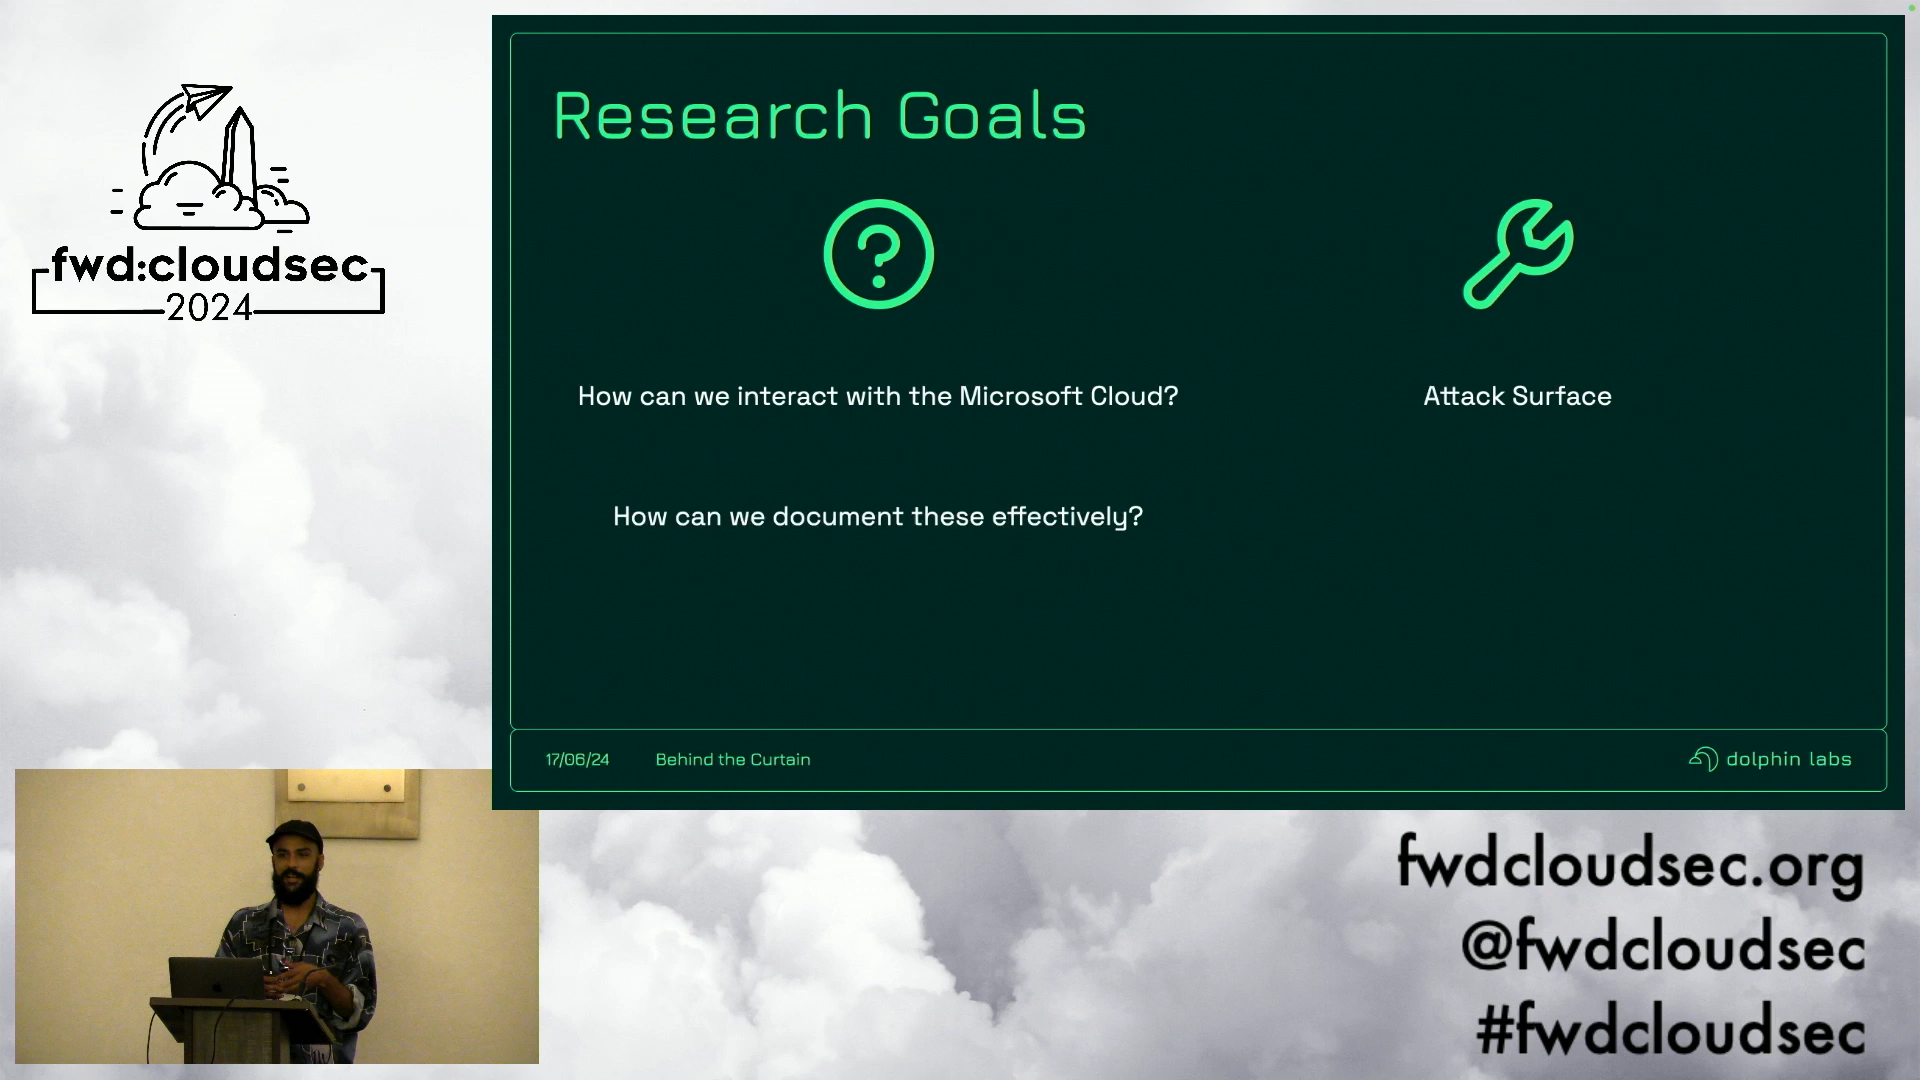 fwd:cloudsec
2024
Research Goals
How can we interact with the Microsoft Cloud?
Attack Surface
How can we document these effectively?
17/06/24
Behind the Curtain
dolphin labs
fwdcloudsec.org
@fwdcloudsec
#fwdcloudsec